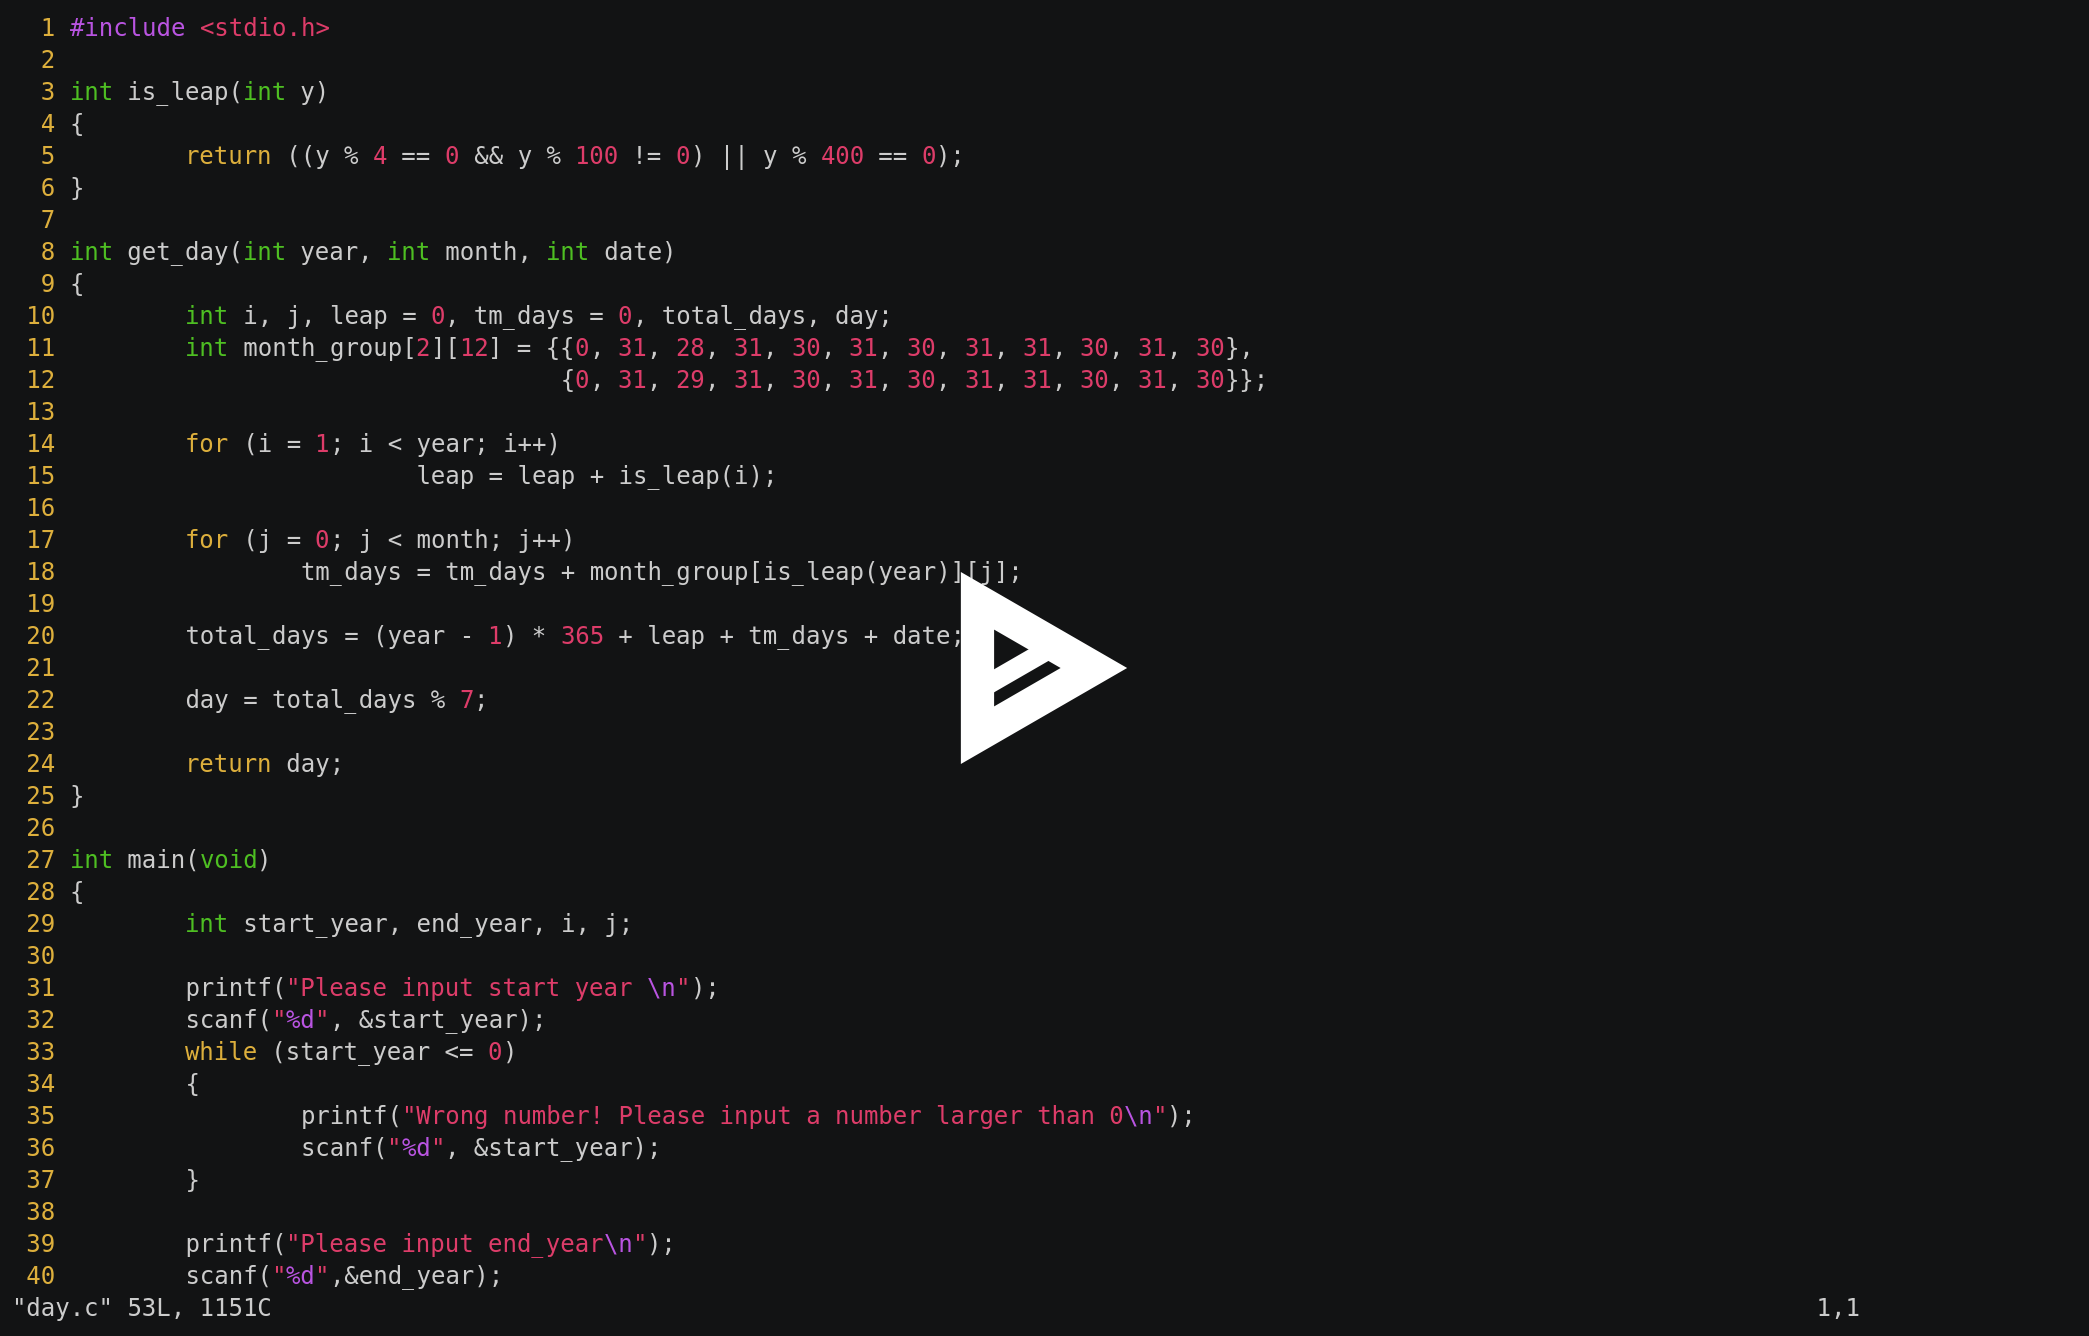 1 #include <stdio.h>
2
3 int is_leap(int y)
4 {
5         return ((y % 4 == 0 && y % 100 != 0) || y % 400 == 0);
6 }
7
8 int get_day(int year, int month, int date)
9 {
10         int i, j, leap = 0, tm_days = 0, total_days, day;
11         int month_group[2][12] = {{0, 31, 28, 31, 30, 31, 30, 31, 31, 30, 31, 30},
12                                   {0, 31, 29, 31, 30, 31, 30, 31, 31, 30, 31, 30}};
13
14         for (i = 1; i < year; i++)
15                         leap = leap + is_leap(i);
16
17         for (j = 0; j < month; j++)
18                 tm_days = tm_days + month_group[is_leap(year)][j];
19
20         total_days = (year - 1) * 365 + leap + tm_days + date;
21
22         day = total_days % 7;
23
24         return day;
25 }
26
27 int main(void)
28 {
29         int start_year, end_year, i, j;
30
31         printf("Please input start year \n");
32         scanf("%d", &start_year);
33         while (start_year <= 0)
34         {
35                 printf("Wrong number! Please input a number larger than 0\n");
36                 scanf("%d", &start_year);
37         }
38
39         printf("Please input end_year\n");
40         scanf("%d",&end_year);
"day.c" 53L, 1151C 1,1